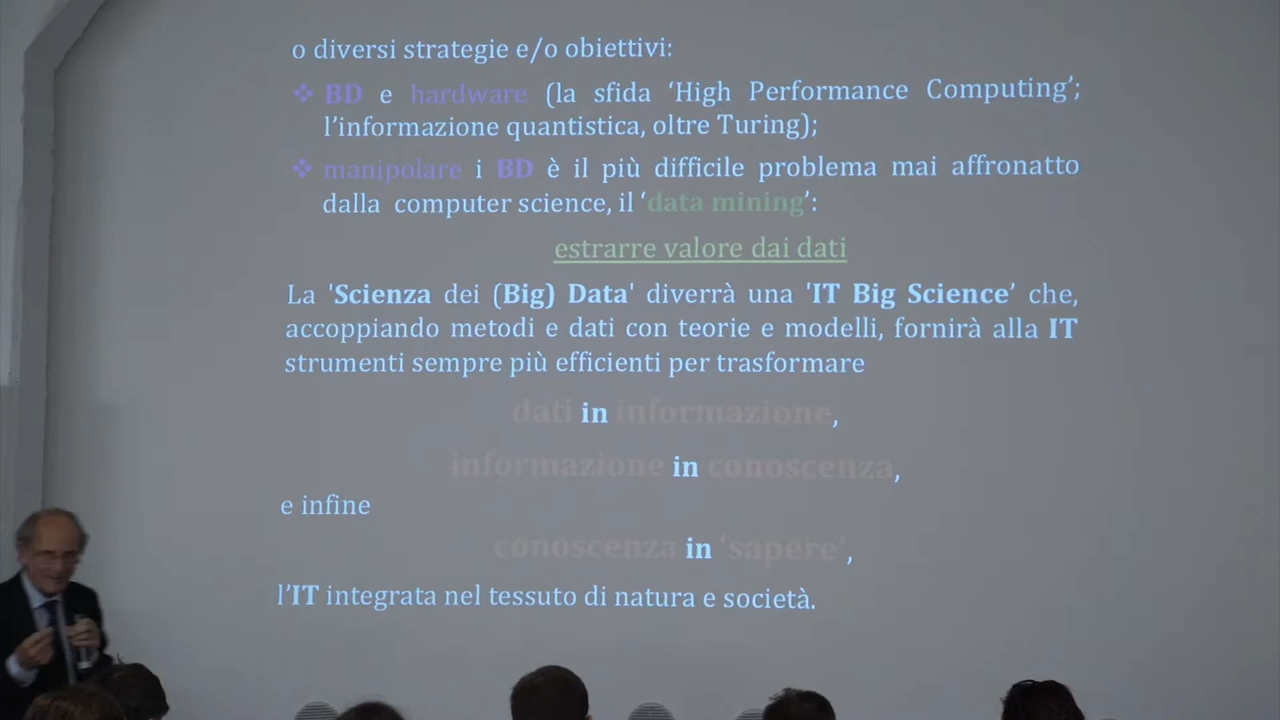 o diversi strategie e/o obiettivi:
❖ BD e hardware (la sfida ‘High Performance Computing’;
l’informazione quantistica, oltre Turing);
❖ manipolare i BD è il più difficile problema mai affronatto
dalla computer science, il ‘data mining’:
estrarre valore dai dati
La 'Scienza dei (Big) Data' diverrà una 'IT Big Science’ che,
accoppiando metodi e dati con teorie e modelli, fornirà alla IT
strumenti sempre più efficienti per trasformare
dati in informazione,
informazione in conoscenza,
e infine
conoscenza in ‘sapere’,
l’IT integrata nel tessuto di natura e società.